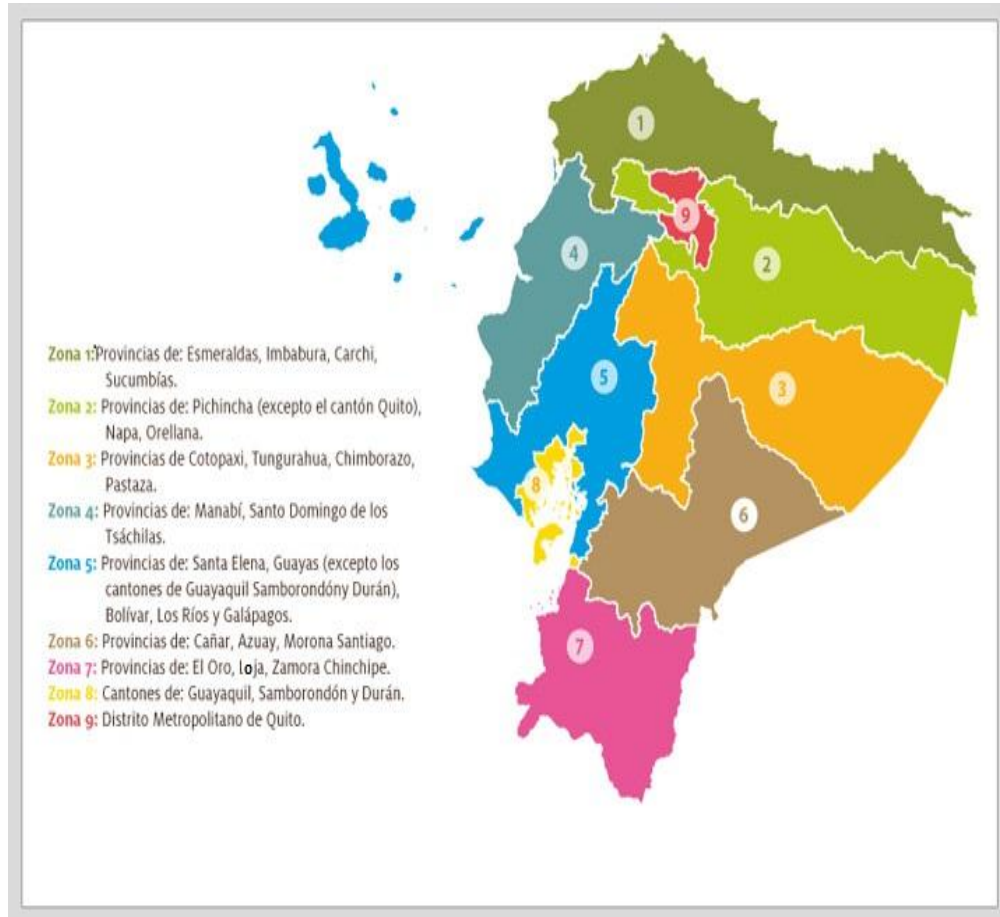 1
9
2
4
3
5
8
6
7
Zona 1:Provincias de: Esmeraldas, Imbabura, Carchi,
Sucumbías.
Zona 2: Provincias de: Pichincha (excepto el cantón Quito),
Napa, Orellana.
Zona 3: Provincias de Cotopaxi, Tungurahua, Chimborazo,
Pastaza.
Zona 4: Provincias de: Manabí, Santo Domingo de los
Tsáchilas.
Zona 5: Provincias de: Santa Elena, Guayas (excepto los
cantones de Guayaquil Samborondóny Durán),
Bolívar, Los Ríos y Galápagos.
Zona 6: Provincias de: Cañar, Azuay, Morona Santiago.
Zona 7: Provincias de: El Oro, loja, Zamora Chinchipe.
Zona 8: Cantones de: Guayaquil, Samborondón y Durán.
Zona 9: Distrito Metropolitano de Quito.